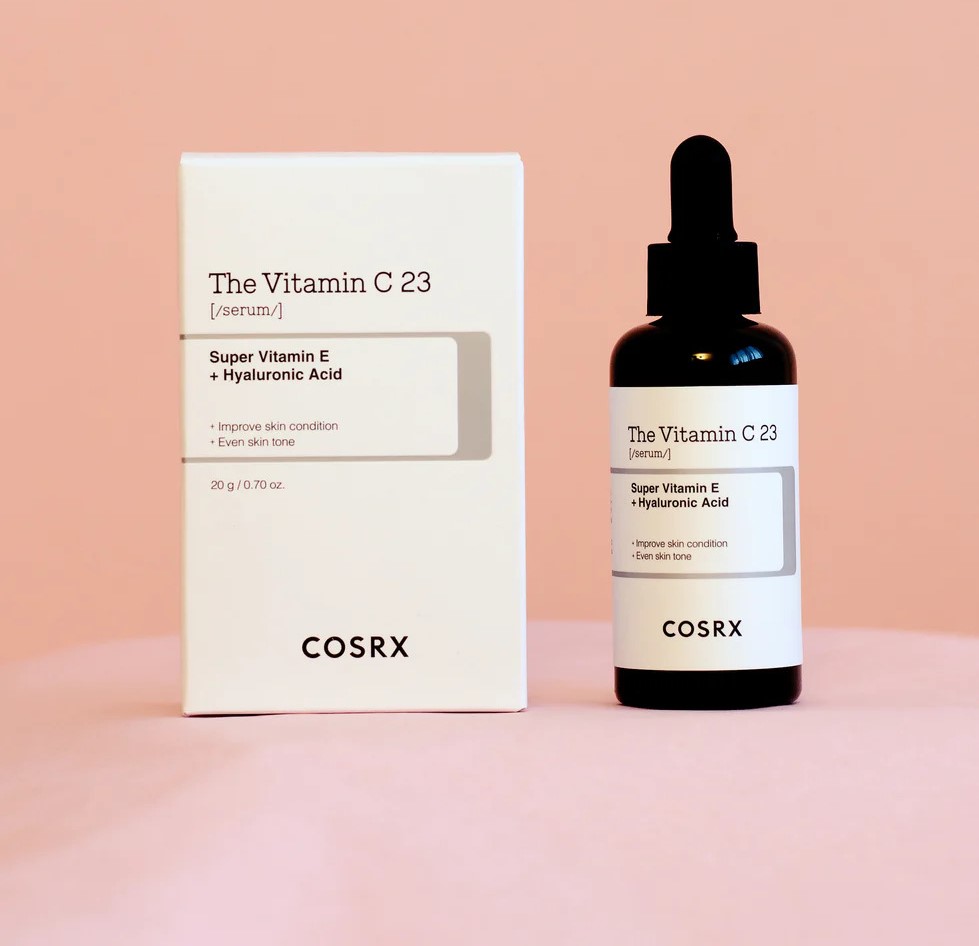 The Vitamin C 23
[/serum/]
Super Vitamin E
+ Hyaluronic Acid
+ Improve skin condition
+ Even skin tone
20 g / 0.70 oz.
COSRX
The Vitamin C 23
[/serum/]
Super Vitamin E
+ Hyaluronic Acid
+ Improve skin condition
+ Even skin tone
COSRX